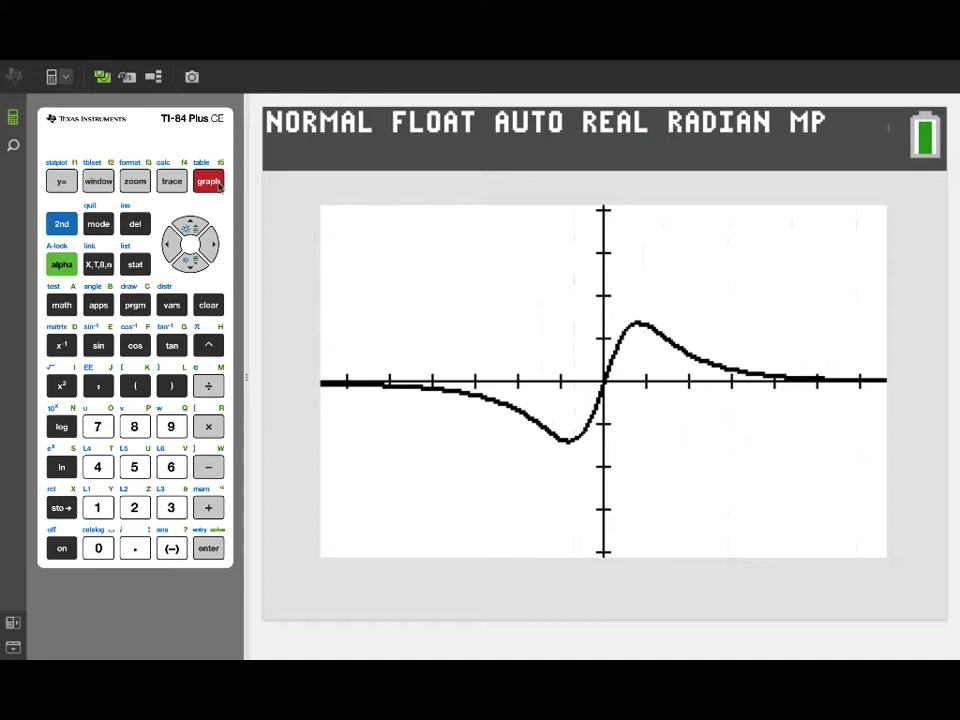 TEXAS INSTRUMENTS TI-84 Plus CE
NORMAL FLOAT AUTO REAL RADIAN MP
statplot f1 tblset f2 format f3 calc f4 table f5
y= window zoom trace graph
quit ins
2nd mode del
A-lock link list
alpha X,T,θ,n stat
test A angle B draw C distr
math apps prgm vars clear
matrix D sin⁻¹ E cos⁻¹ F tan⁻¹ G π H
x⁻¹ sin cos tan ^
√ I EE J { K } L e M
x² , ( ) ÷
10ˣ N u O v P w Q [ R
log 7 8 9 ×
eˣ S L4 T L5 U L6 V ] W
ln 4 5 6 −
rcl X L1 Y L2 Z L3 θ mem "
sto→ 1 2 3 +
off catalog i : ans ? entry solve
on 0 . (−) enter